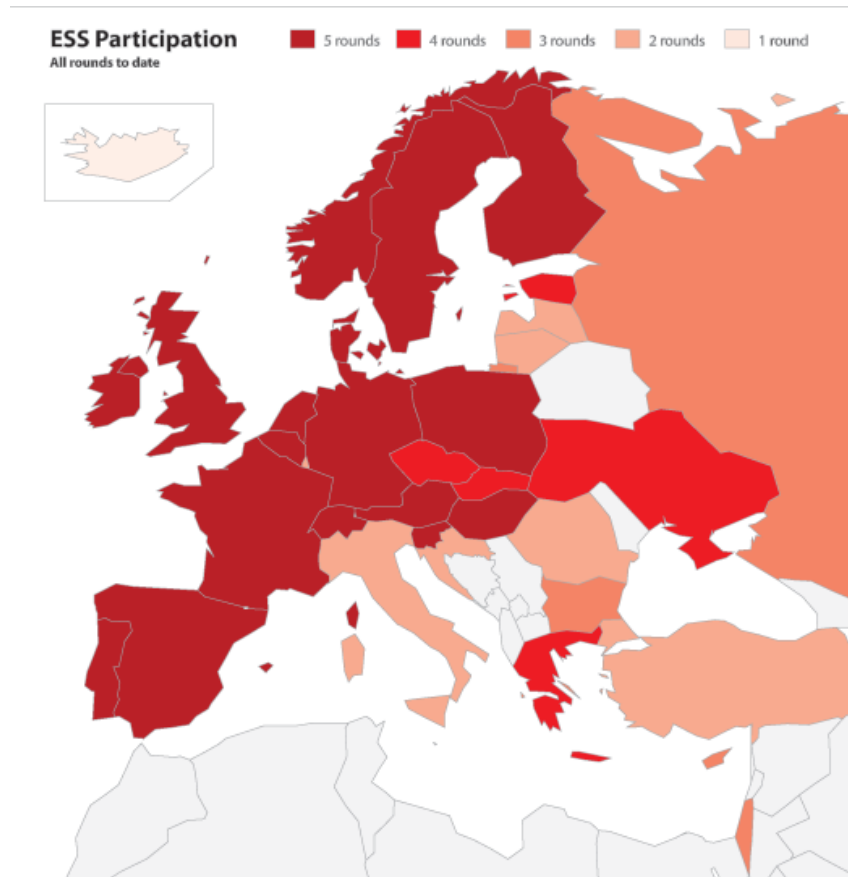 ESS Participation
All rounds to date
5 rounds
4 rounds
3 rounds
2 rounds
1 round